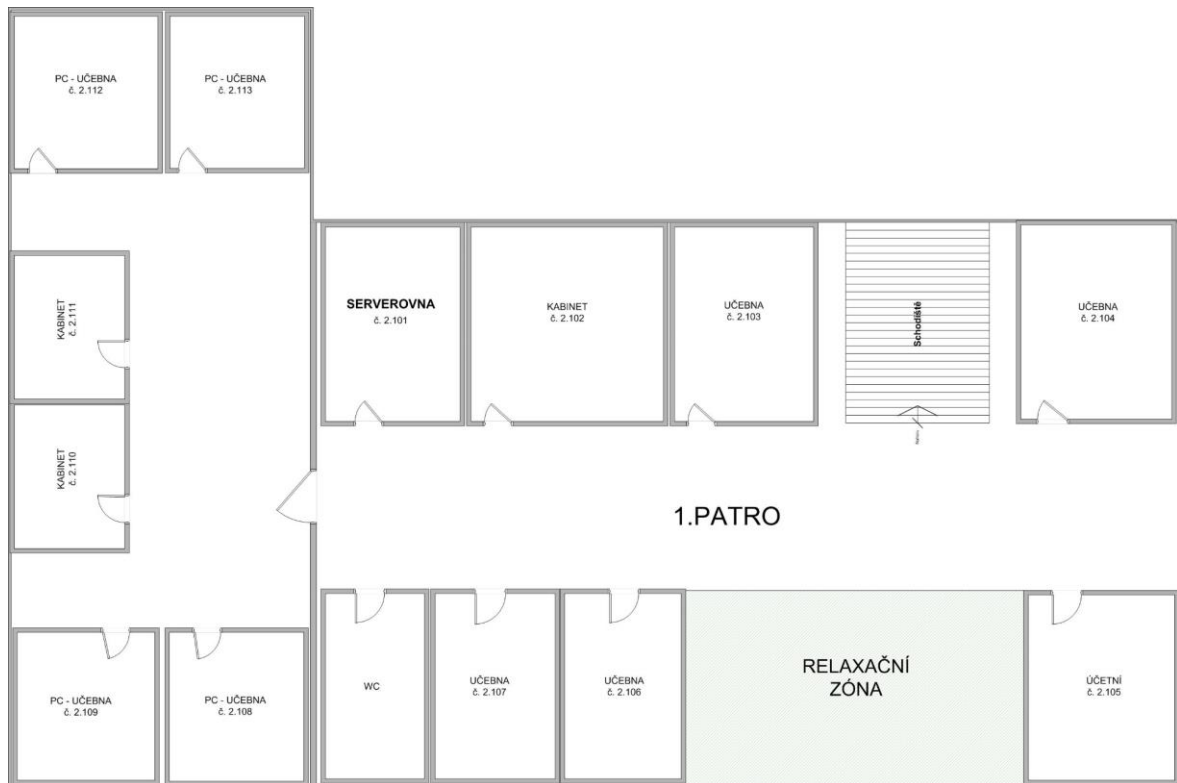 PC - UČEBNA
č. 2.112
PC - UČEBNA
č. 2.113
KABINET
č. 2.111
SERVEROVNA
č. 2.101
KABINET
č. 2.102
UČEBNA
č. 2.103
Schodiště
UČEBNA
č. 2.104
KABINET
č. 2.110
1.PATRO
WC
UČEBNA
č. 2.107
UČEBNA
č. 2.106
RELAXAČNÍ
ZÓNA
ÚČETNÍ
č. 2.105
PC - UČEBNA
č. 2.109
PC - UČEBNA
č. 2.108